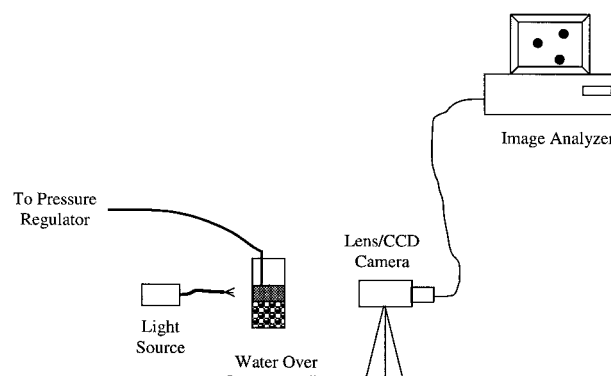 Image Analyzer
To Pressure
Regulator
Lens/CCD
Camera
Light
Source
Water Over